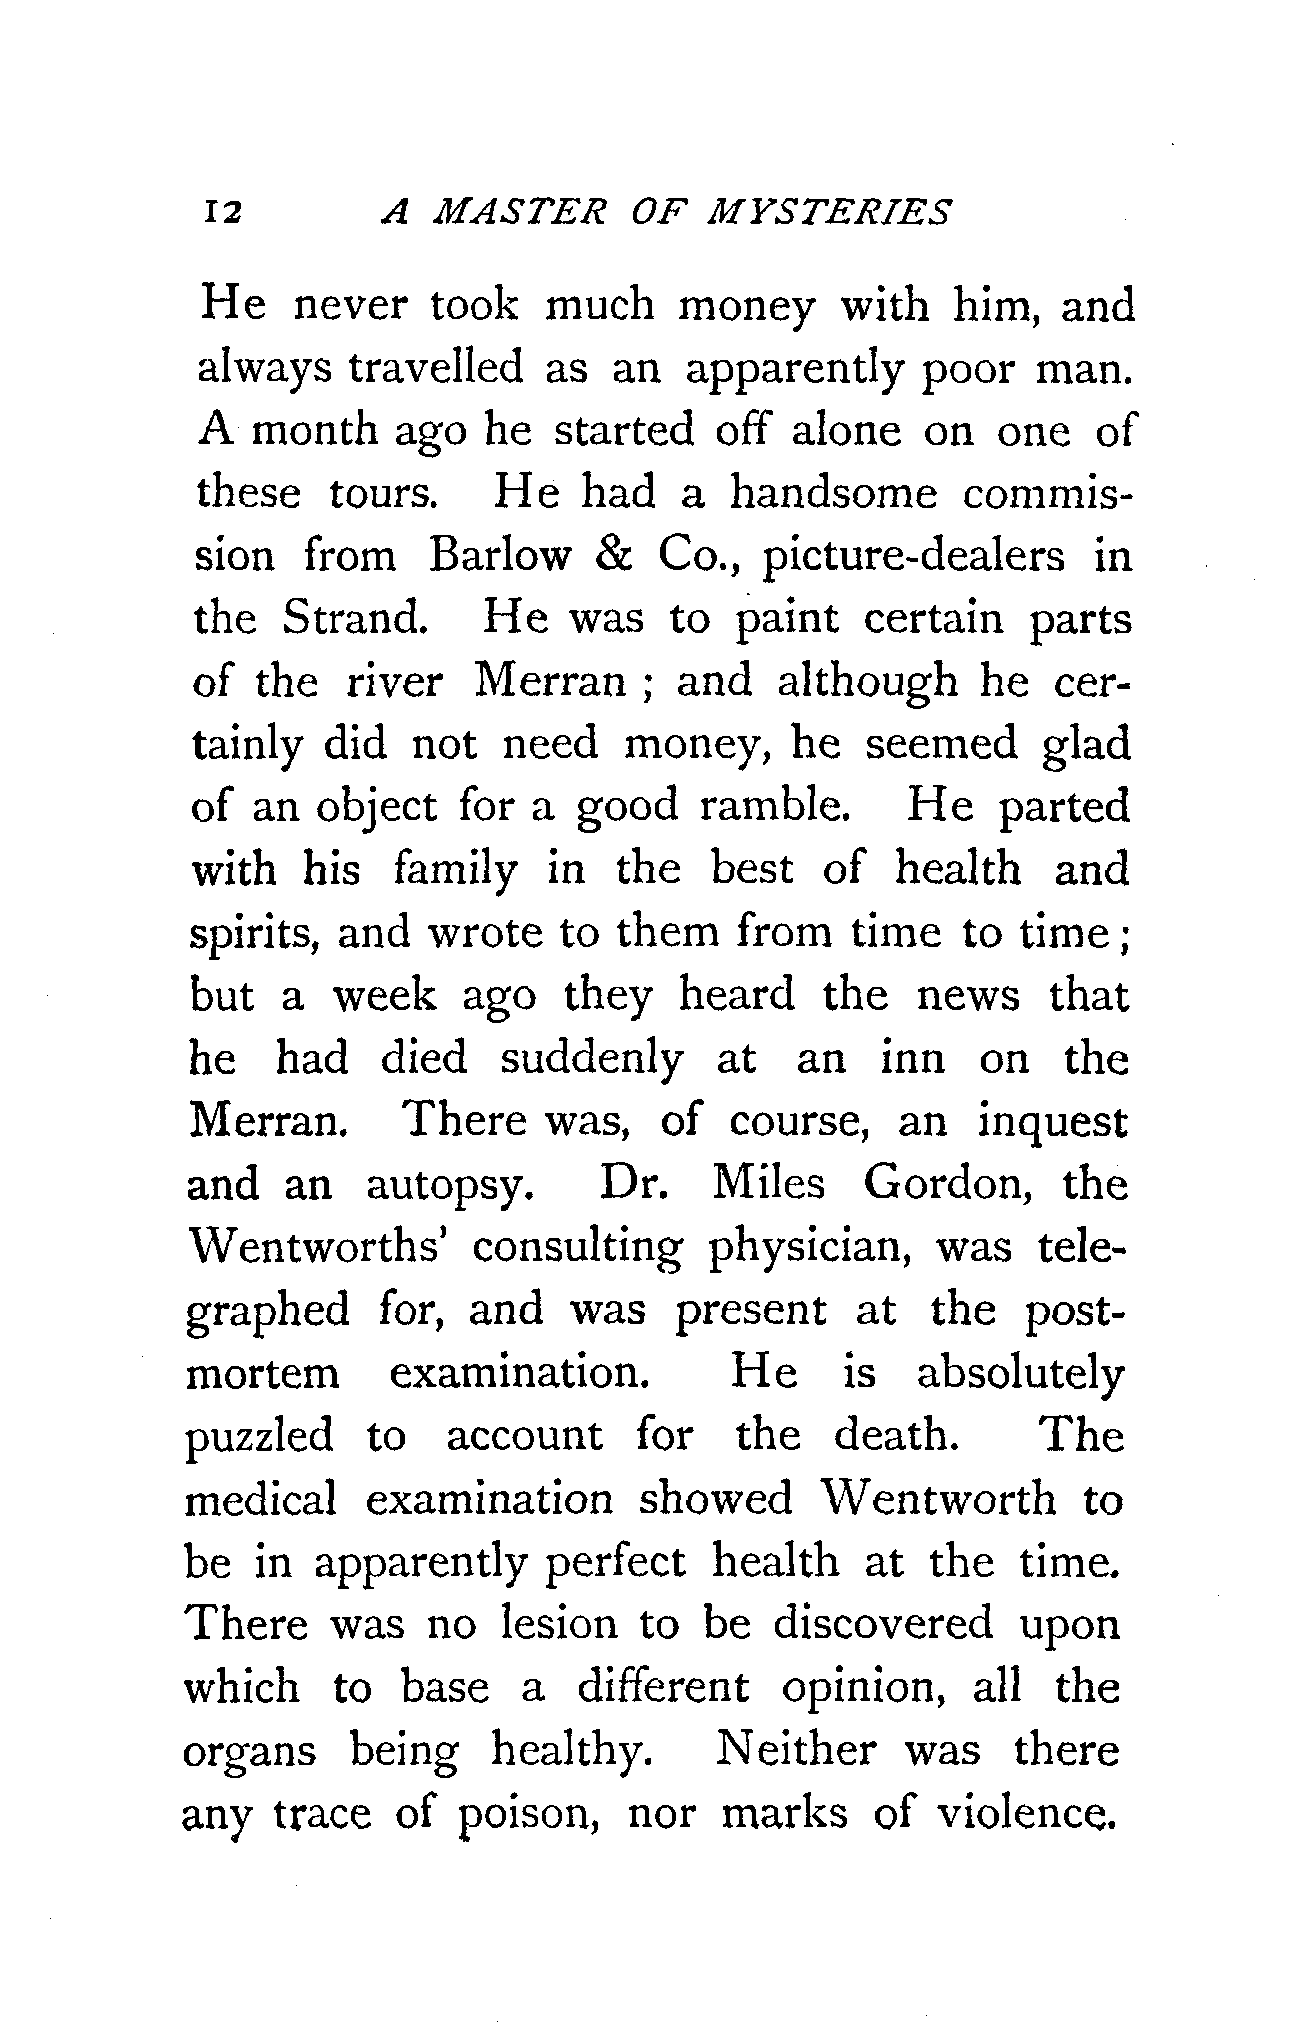 12 A MASTER OF MYSTERIES
He never took much money with him, and
always travelled as an apparently poor man.
A month ago he started off alone on one of
these tours. He had a handsome commis-
sion from Barlow & Co., picture-dealers in
the Strand. He was to paint certain parts
of the river Merran ; and although he cer-
tainly did not need money, he seemed glad
of an object for a good ramble. He parted
with his family in the best of health and
spirits, and wrote to them from time to time ;
but a week ago they heard the news that
he had died suddenly at an inn on the
Merran. There was, of course, an inquest
and an autopsy. Dr. Miles Gordon, the
Wentworths' consulting physician, was tele-
graphed for, and was present at the post-
mortem examination. He is absolutely
puzzled to account for the death. The
medical examination showed Wentworth to
be in apparently perfect health at the time.
There was no lesion to be discovered upon
which to base a different opinion, all the
organs being healthy. Neither was there
any trace of poison, nor marks of violence.